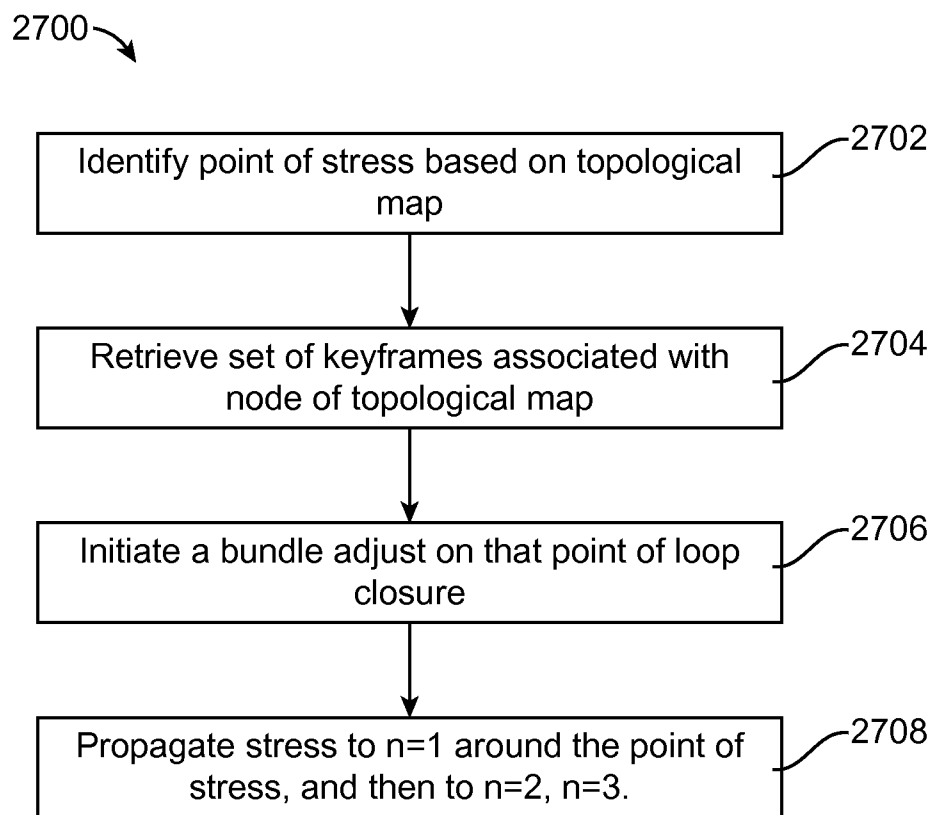 2700
2702
Identify point of stress based on topological
map
2704
Retrieve set of keyframes associated with
node of topological map
2706
Initiate a bundle adjust on that point of loop
closure
2708
Propagate stress to n=1 around the point of
stress, and then to n=2, n=3.